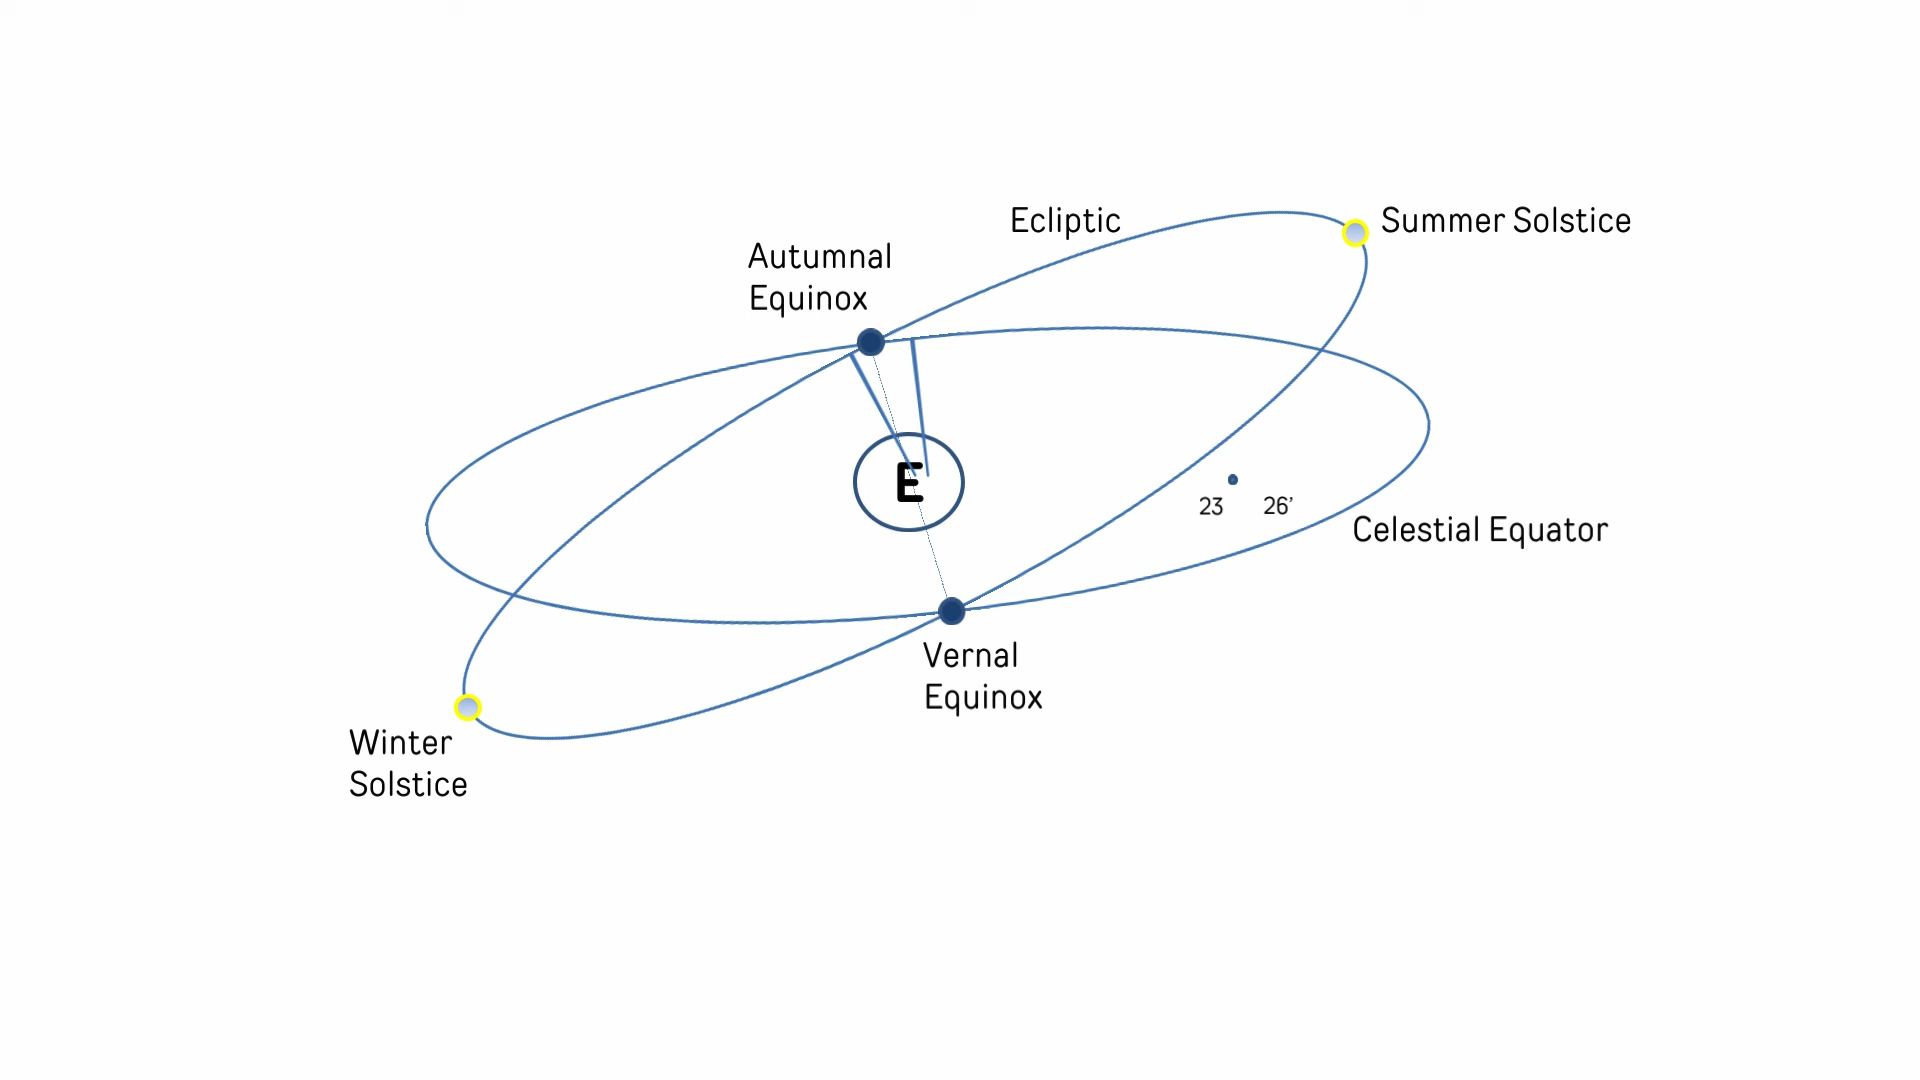 Ecliptic
Summer Solstice
Autumnal
Equinox
E
23 26’
Celestial Equator
Vernal
Equinox
Winter
Solstice